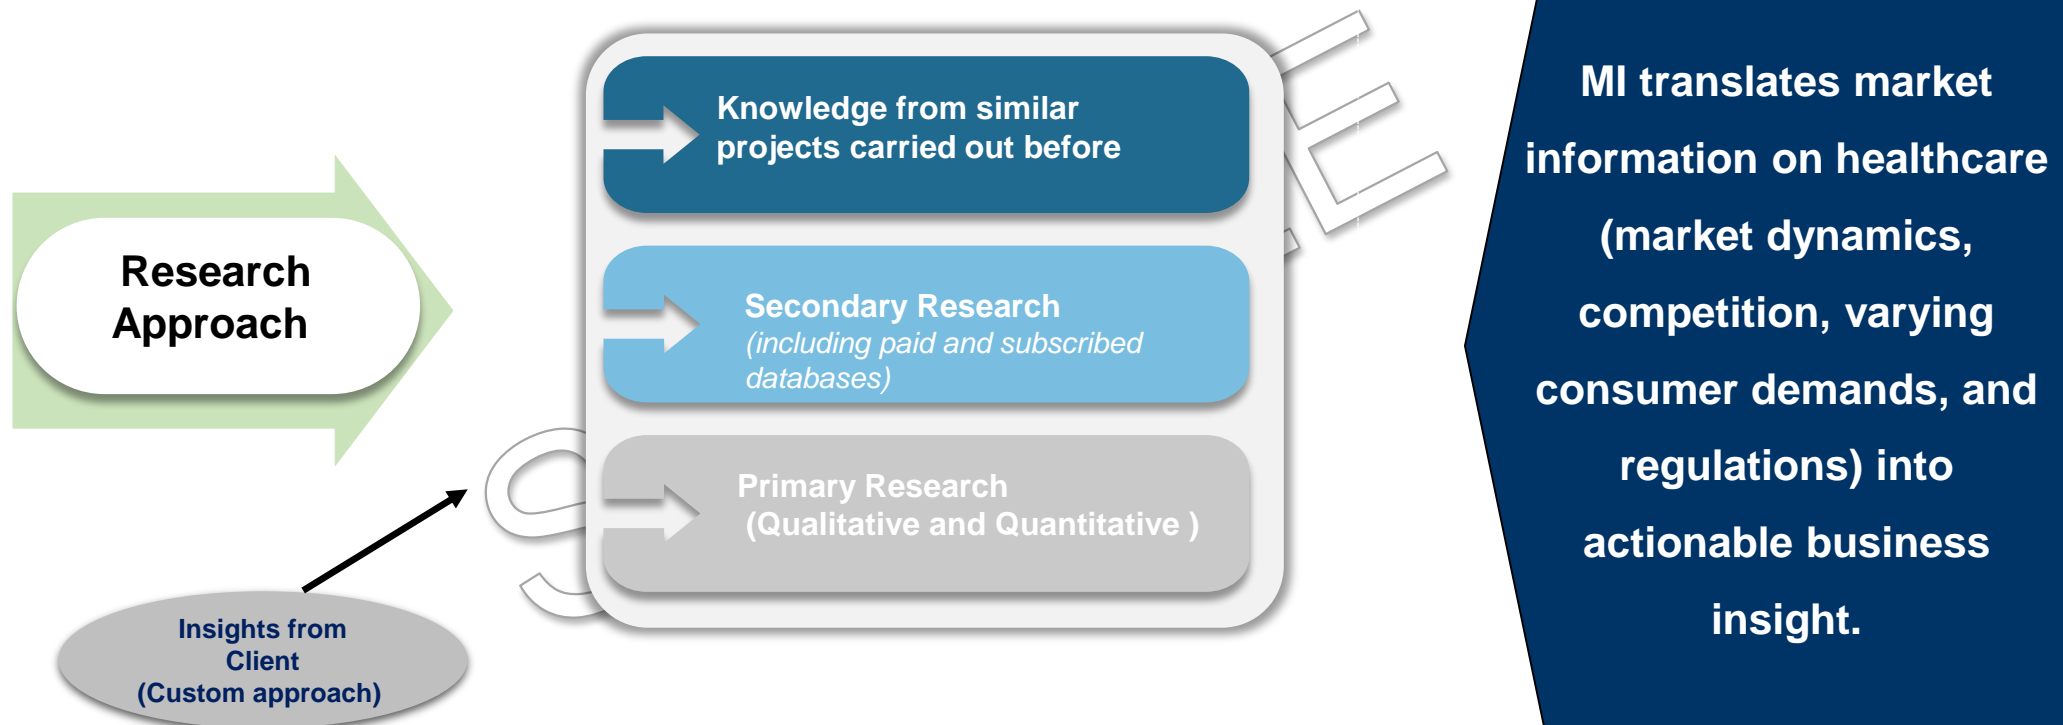 Research
Approach
Insights from
Client
(Custom approach)
Knowledge from similar
projects carried out before
Secondary Research
(including paid and subscribed
databases)
Primary Research
(Qualitative and Quantitative )
MI translates market
information on healthcare
(market dynamics,
competition, varying
consumer demands, and
regulations) into
actionable business
insight.